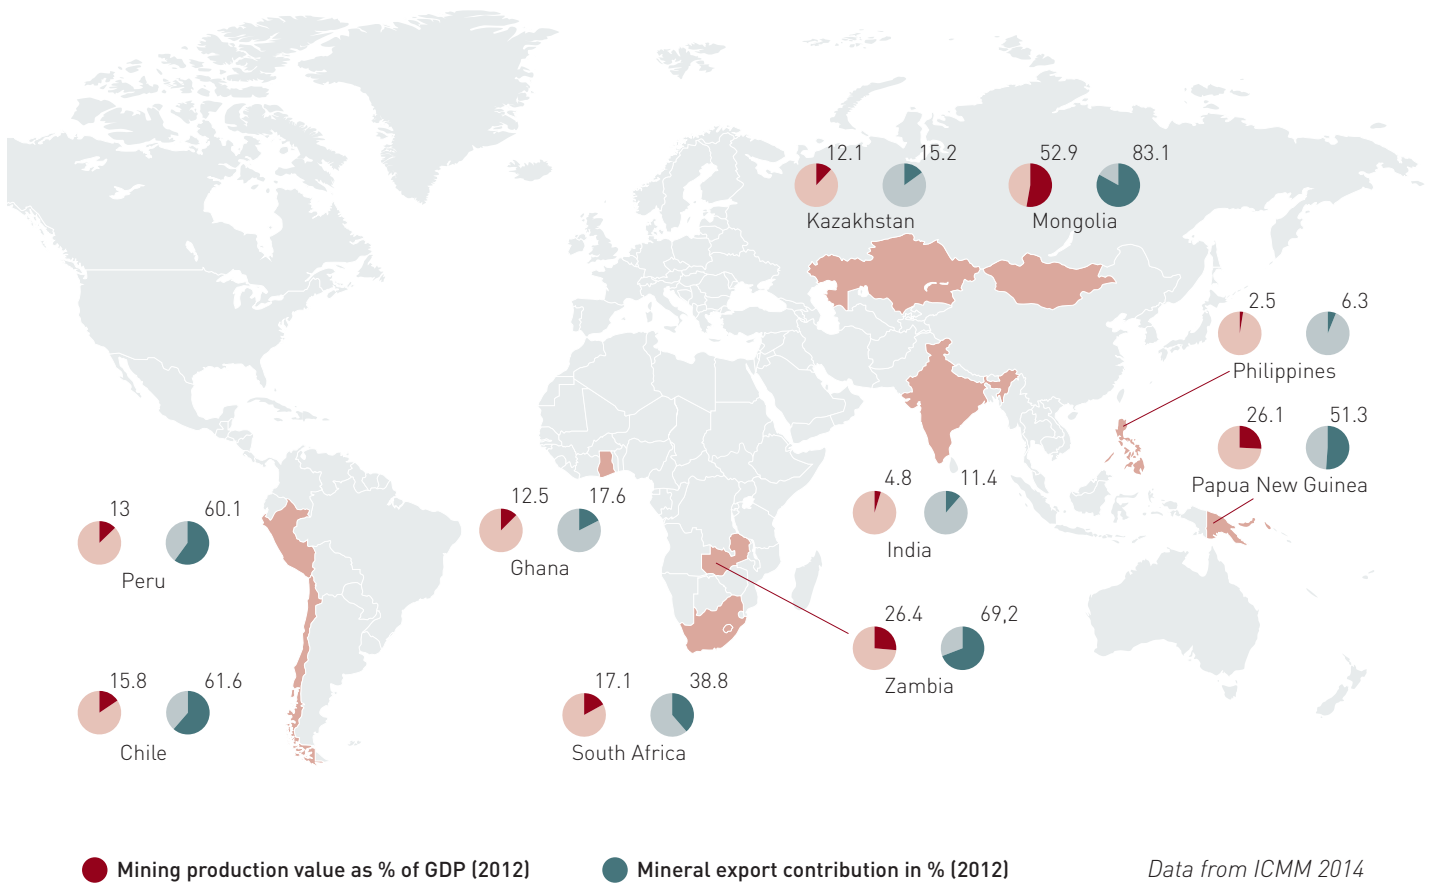 12.1 15.2
Kazakhstan
52.9 83.1
Mongolia
2.5 6.3
Philippines
26.1 51.3
Papua New Guinea
4.8 11.4
India
12.5 17.6
Ghana
13 60.1
Peru
26.4 69,2
Zambia
15.8 61.6
Chile
17.1 38.8
South Africa
Mining production value as % of GDP (2012)
Mineral export contribution in % (2012)
Data from ICMM 2014